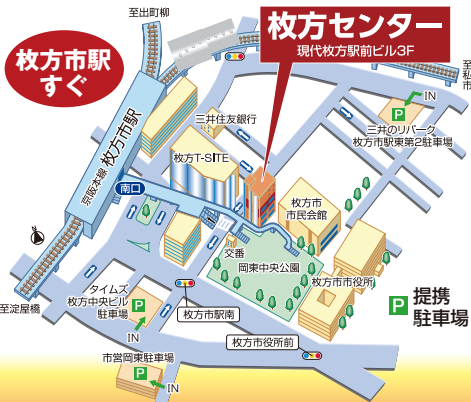 至出町柳
枚方センター
現代枚方駅前ビル3F
枚方市駅
すぐ
至私市
IN
P
三井のリパーク
枚方市駅東第2駐車場
三井住友銀行
枚方T-SITE
京阪本線 枚方市駅
南口
枚方市
市民会館
交番
岡東中央公園
枚方市市役所
至淀屋橋
タイムズ
枚方中央ビル
駐車場
P
IN
枚方市駅南
枚方市役所前
P 提携
駐車場
市営岡東駐車場
P
IN